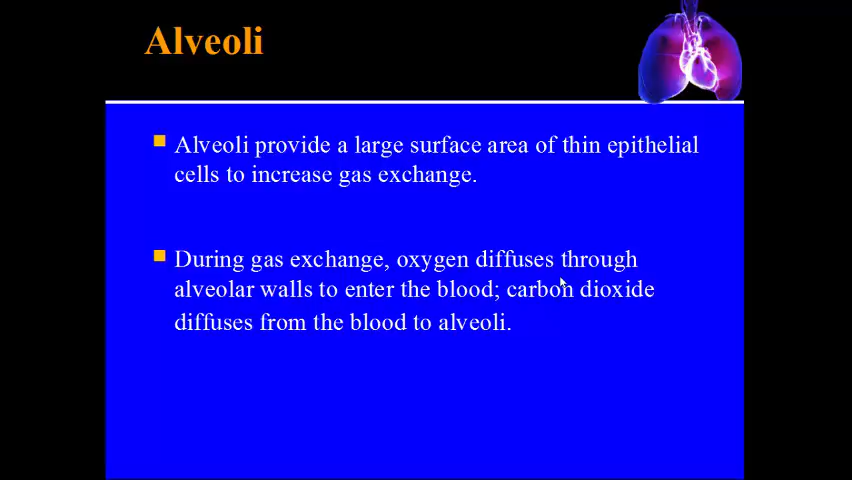 Alveoli
Alveoli provide a large surface area of thin epithelial
cells to increase gas exchange.
During gas exchange, oxygen diffuses through
alveolar walls to enter the blood; carbon dioxide
diffuses from the blood to alveoli.